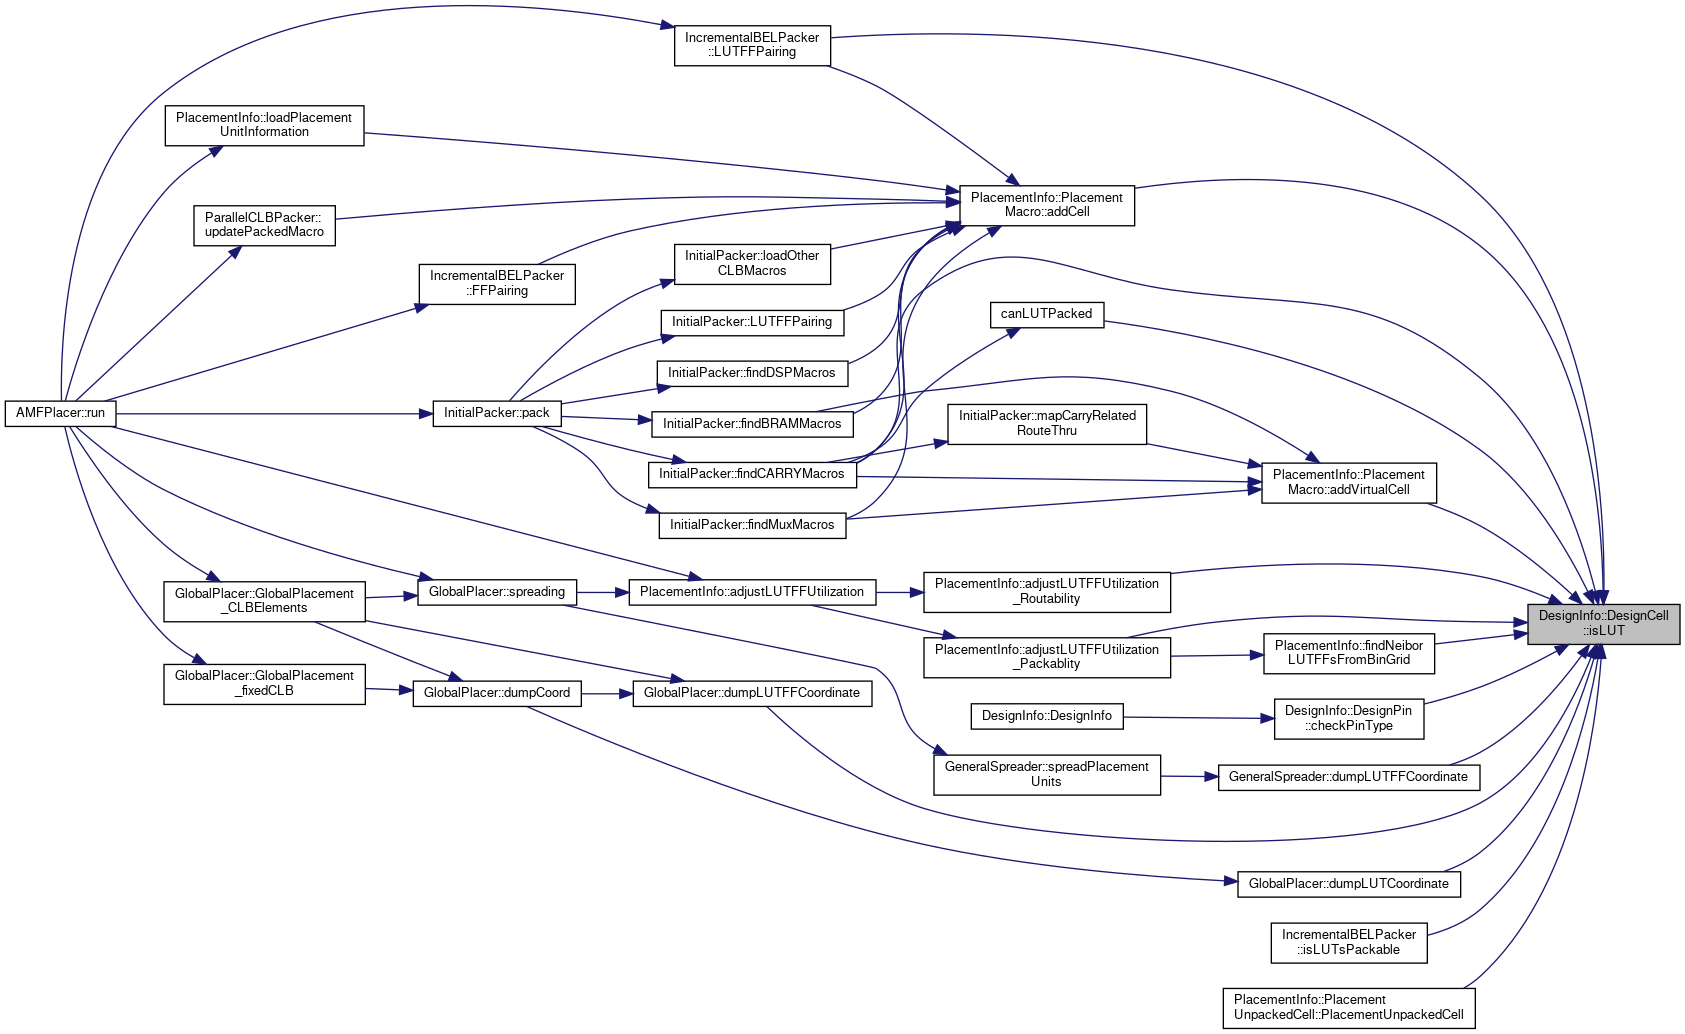 IncrementalBELPacker
::LUTFFPairing
PlacementInfo::loadPlacement
UnitInformation
ParallelCLBPacker::
updatePackedMacro
IncrementalBELPacker
::FFPairing
PlacementInfo::Placement
Macro::addCell
InitialPacker::loadOther
CLBMacros
InitialPacker::LUTFFPairing
canLUTPacked
InitialPacker::findDSPMacros
AMFPlacer::run
InitialPacker::pack
InitialPacker::findBRAMMacros
InitialPacker::mapCarryRelated
RouteThru
InitialPacker::findCARRYMacros
PlacementInfo::Placement
Macro::addVirtualCell
InitialPacker::findMuxMacros
GlobalPlacer::GlobalPlacement
_CLBElements
GlobalPlacer::spreading
PlacementInfo::adjustLUTFFUtilization
PlacementInfo::adjustLUTFFUtilization
_Routability
DesignInfo::DesignCell
::isLUT
PlacementInfo::adjustLUTFFUtilization
_Packablity
PlacementInfo::findNeibor
LUTFFsFromBinGrid
GlobalPlacer::GlobalPlacement
_fixedCLB
GlobalPlacer::dumpCoord
GlobalPlacer::dumpLUTFFCoordinate
DesignInfo::DesignInfo
DesignInfo::DesignPin
::checkPinType
GeneralSpreader::spreadPlacement
Units
GeneralSpreader::dumpLUTFFCoordinate
GlobalPlacer::dumpLUTCoordinate
IncrementalBELPacker
::isLUTsPackable
PlacementInfo::Placement
UnpackedCell::PlacementUnpackedCell